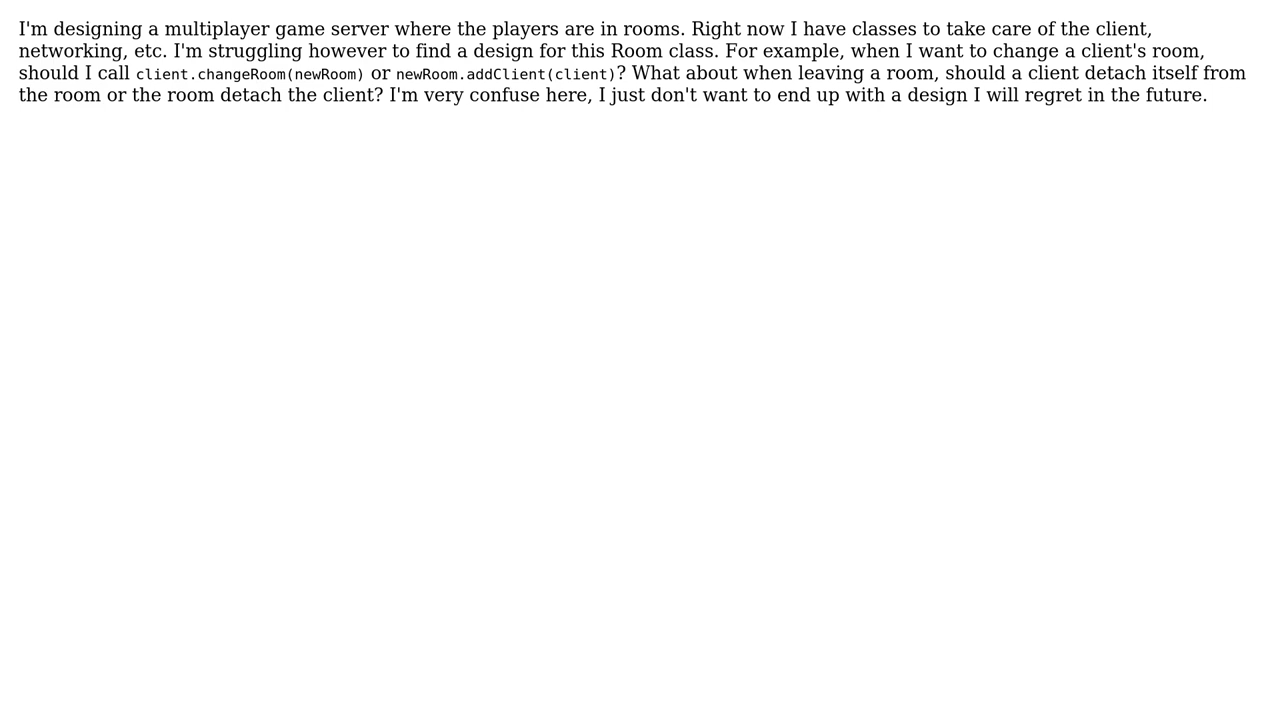 I'm designing a multiplayer game server where the players are in rooms. Right now I have classes to take care of the client,
networking, etc. I'm struggling however to find a design for this Room class. For example, when I want to change a client's room,
should I call client.changeRoom(newRoom) or newRoom.addClient(client)? What about when leaving a room, should a client detach itself from
the room or the room detach the client? I'm very confuse here, I just don't want to end up with a design I will regret in the future.